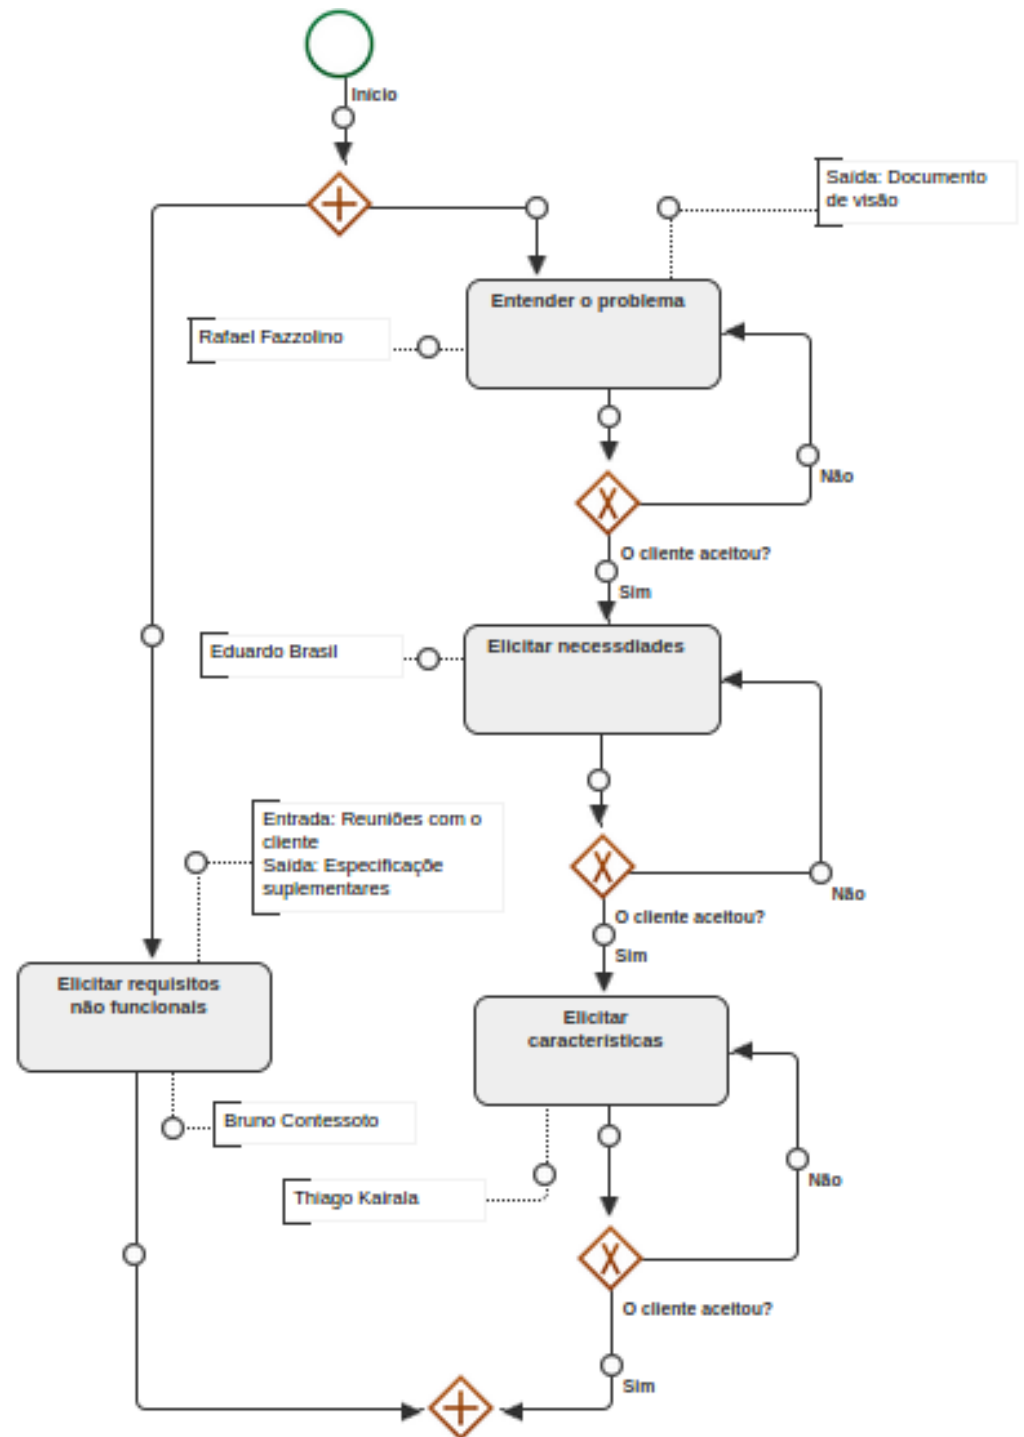 Início
Saída: Documento
de visão
Entender o problema
Rafael Fazzolino
Não
O cliente aceitou?
Sim
Eduardo Brasil
Elicitar necessdiades
Entrada: Reuniões com o
cliente
Saída: Especificaçõe
suplementares
Não
O cliente aceitou?
Sim
Elicitar requisitos
não funcionais
Elicitar
características
Bruno Contessoto
Thiago Kairala
Não
O cliente aceitou?
Sim